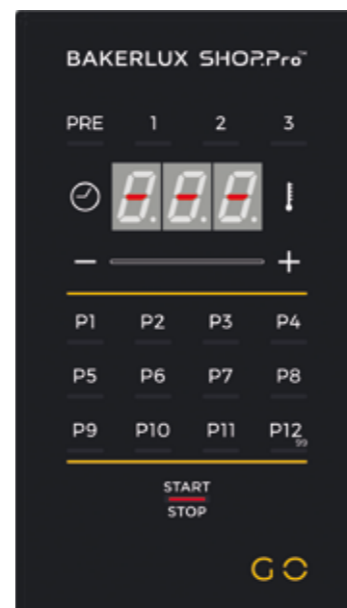 BAKERLUX SHOP.Pro™
PRE 1 2 3
- - -
− +
P1 P2 P3 P4
P5 P6 P7 P8
P9 P10 P11 P12
99
START
STOP
GO